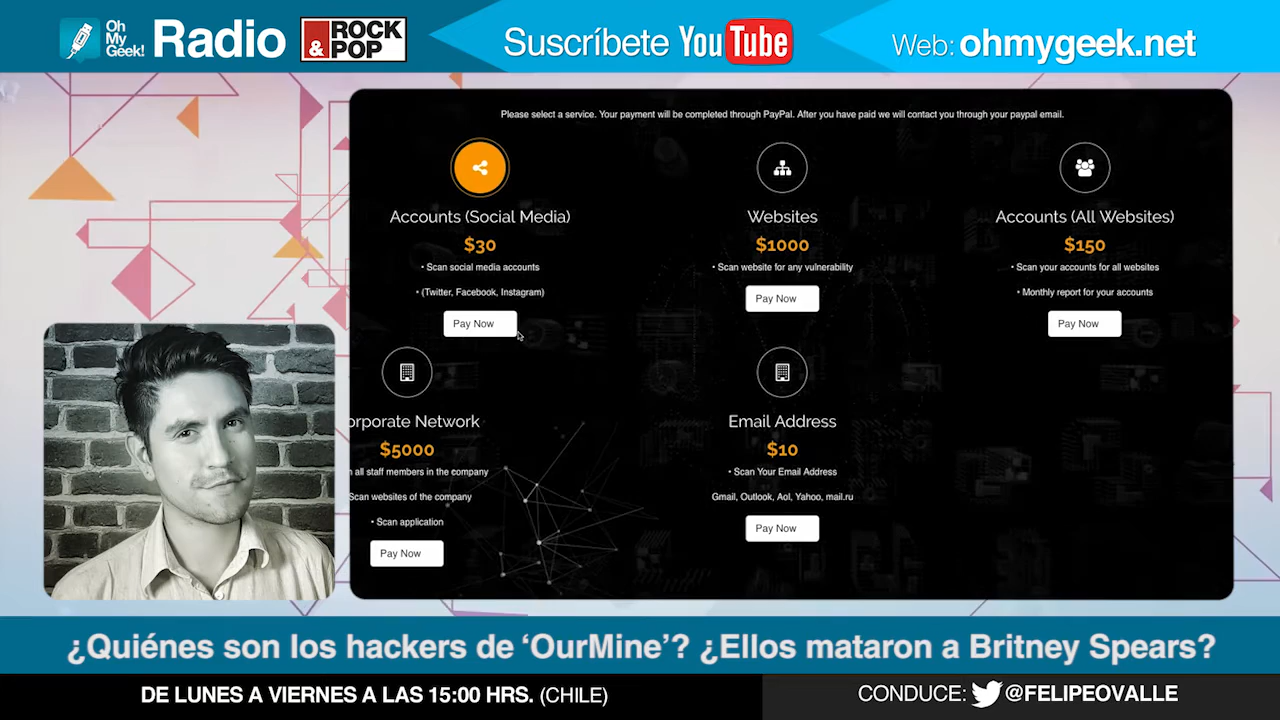 Oh
My
Geek!
Radio
ROCK
&POP
Suscríbete YouTube
Web: ohmygeek.net
Please select a service. Your payment will be completed through PayPal. After you have paid we will contact you through your paypal email.
Accounts (Social Media)
$30
• Scan social media accounts
• (Twitter, Facebook, Instagram)
Pay Now
Websites
$1000
• Scan website for any vulnerability
Pay Now
Accounts (All Websites)
$150
• Scan your accounts for all websites
• Monthly report for your accounts
Pay Now
orporate Network
$5000
n all staff members in the company
Scan websites of the company
• Scan application
Pay Now
Email Address
$10
• Scan Your Email Address
Gmail, Outlook, Aol, Yahoo, mail.ru
Pay Now
¿Quiénes son los hackers de ‘OurMine’? ¿Ellos mataron a Britney Spears?
DE LUNES A VIERNES A LAS 15:00 HRS. (CHILE)
CONDUCE: @FELIPEOVALLE